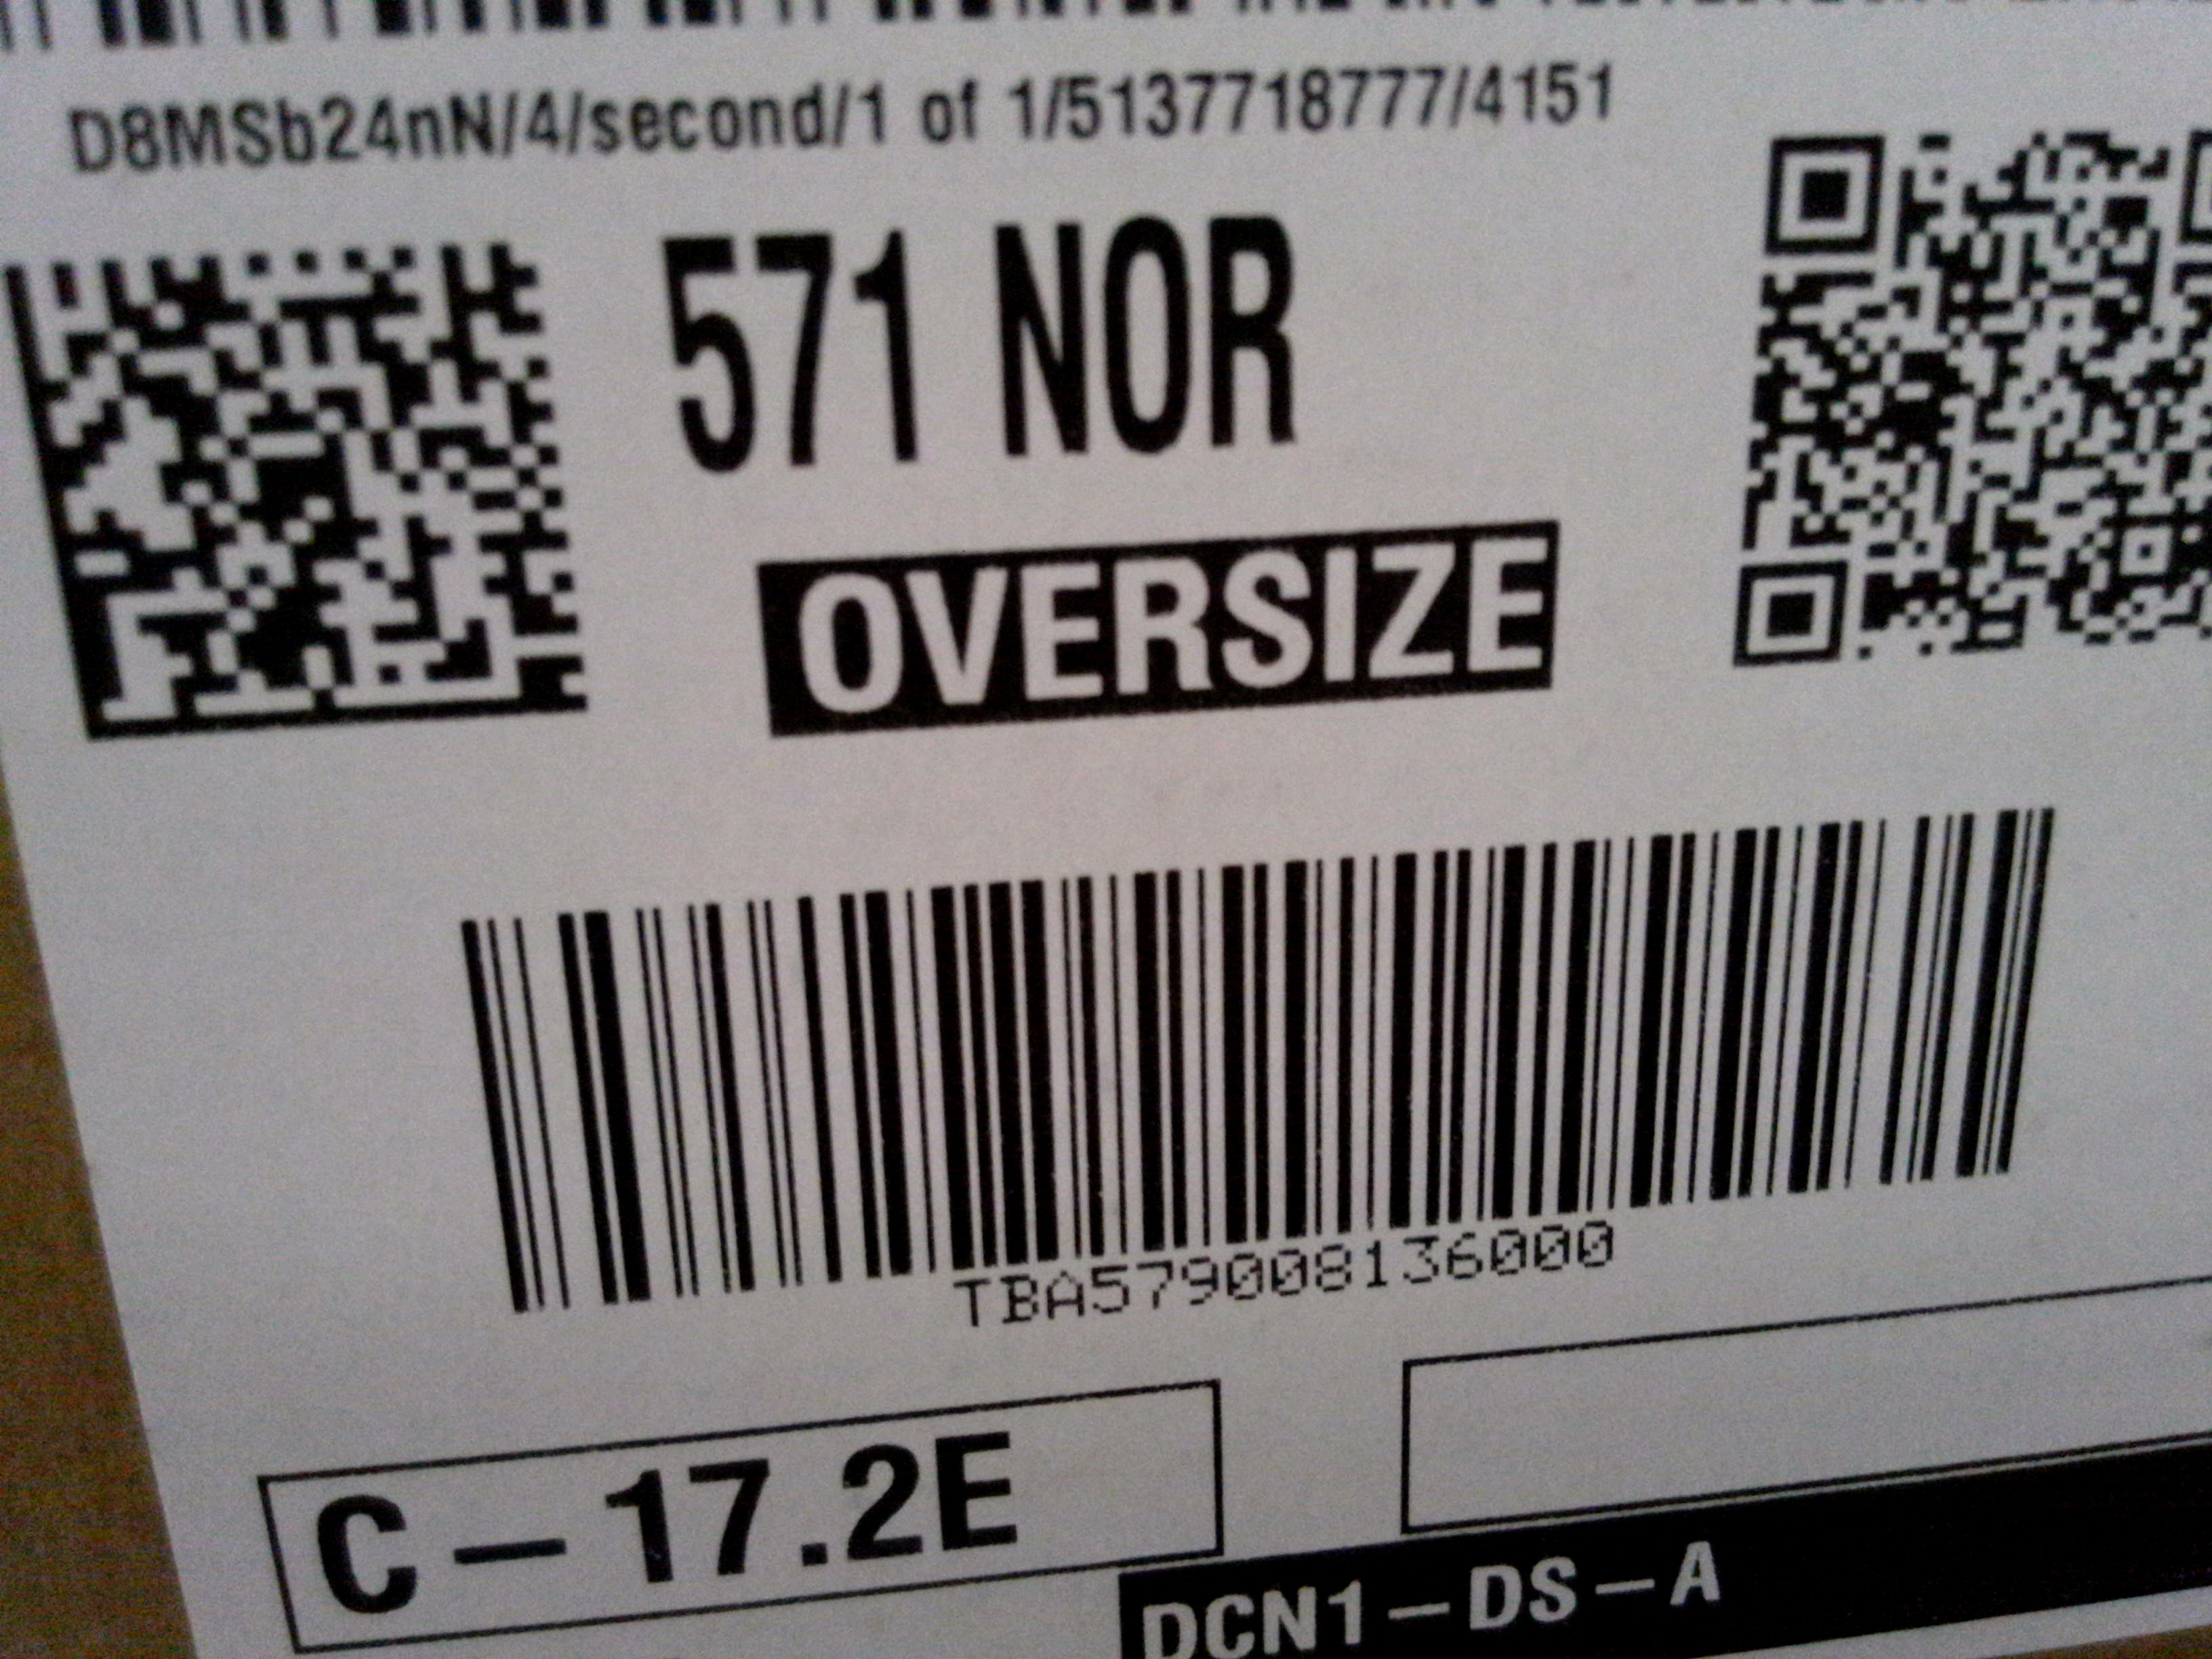 D8MSb24nN/4/second/1 of 1/5137718777/4151
571 NOR
OVERSIZE
TBA579008136000
C - 17.2E
DCN1-DS-A